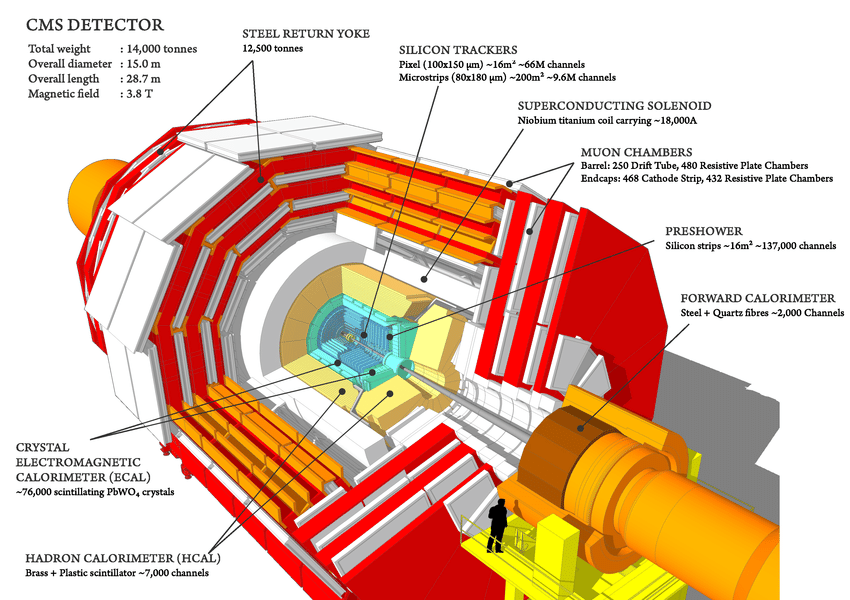 CMS DETECTOR
Total weight : 14,000 tonnes
Overall diameter : 15.0 m
Overall length : 28.7 m
Magnetic field : 3.8 T
STEEL RETURN YOKE
12,500 tonnes
SILICON TRACKERS
Pixel (100x150 μm) ~16m² ~66M channels
Microstrips (80x180 μm) ~200m² ~9.6M channels
SUPERCONDUCTING SOLENOID
Niobium titanium coil carrying ~18,000A
MUON CHAMBERS
Barrel: 250 Drift Tube, 480 Resistive Plate Chambers
Endcaps: 468 Cathode Strip, 432 Resistive Plate Chambers
PRESHOWER
Silicon strips ~16m² ~137,000 channels
FORWARD CALORIMETER
Steel + Quartz fibres ~2,000 Channels
CRYSTAL
ELECTROMAGNETIC
CALORIMETER (ECAL)
~76,000 scintillating PbWO₄ crystals
HADRON CALORIMETER (HCAL)
Brass + Plastic scintillator ~7,000 channels